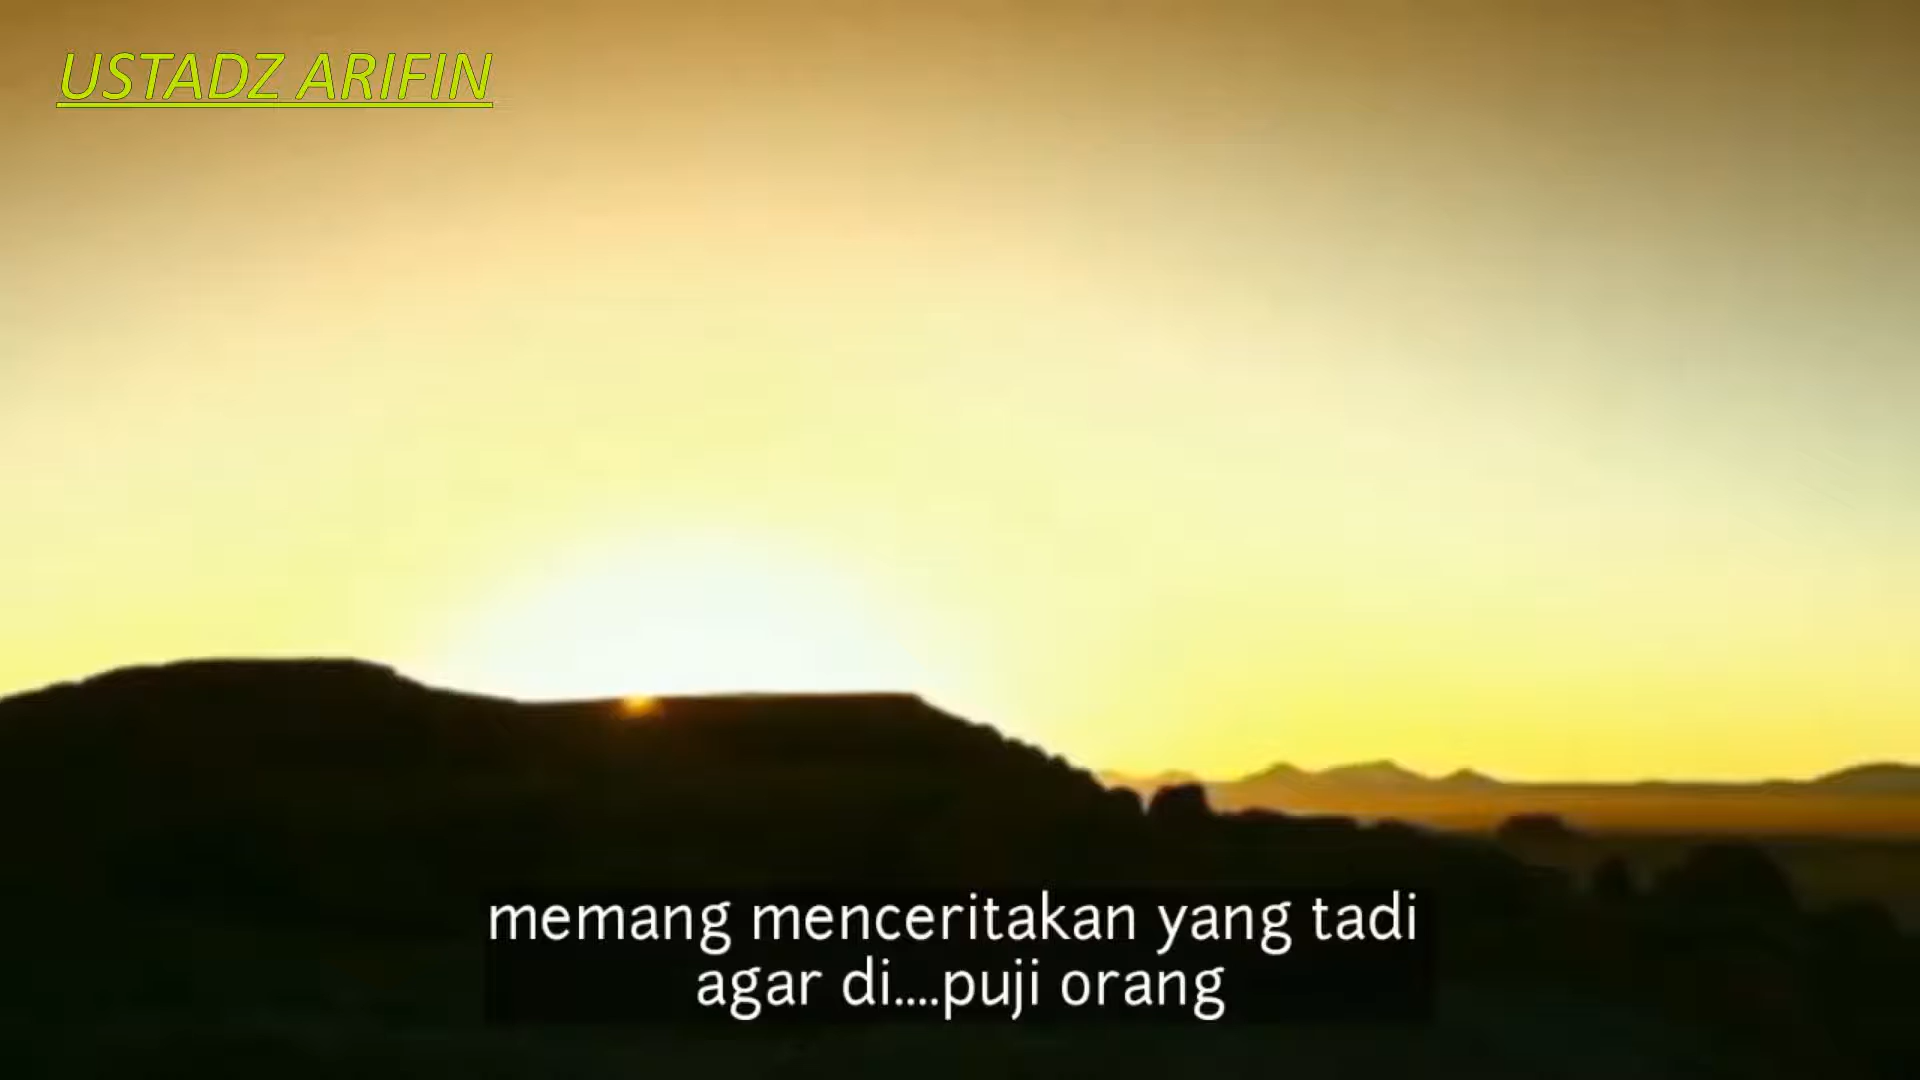 USTADZ ARIFIN
memang menceritakan yang tadi
agar di....puji orang